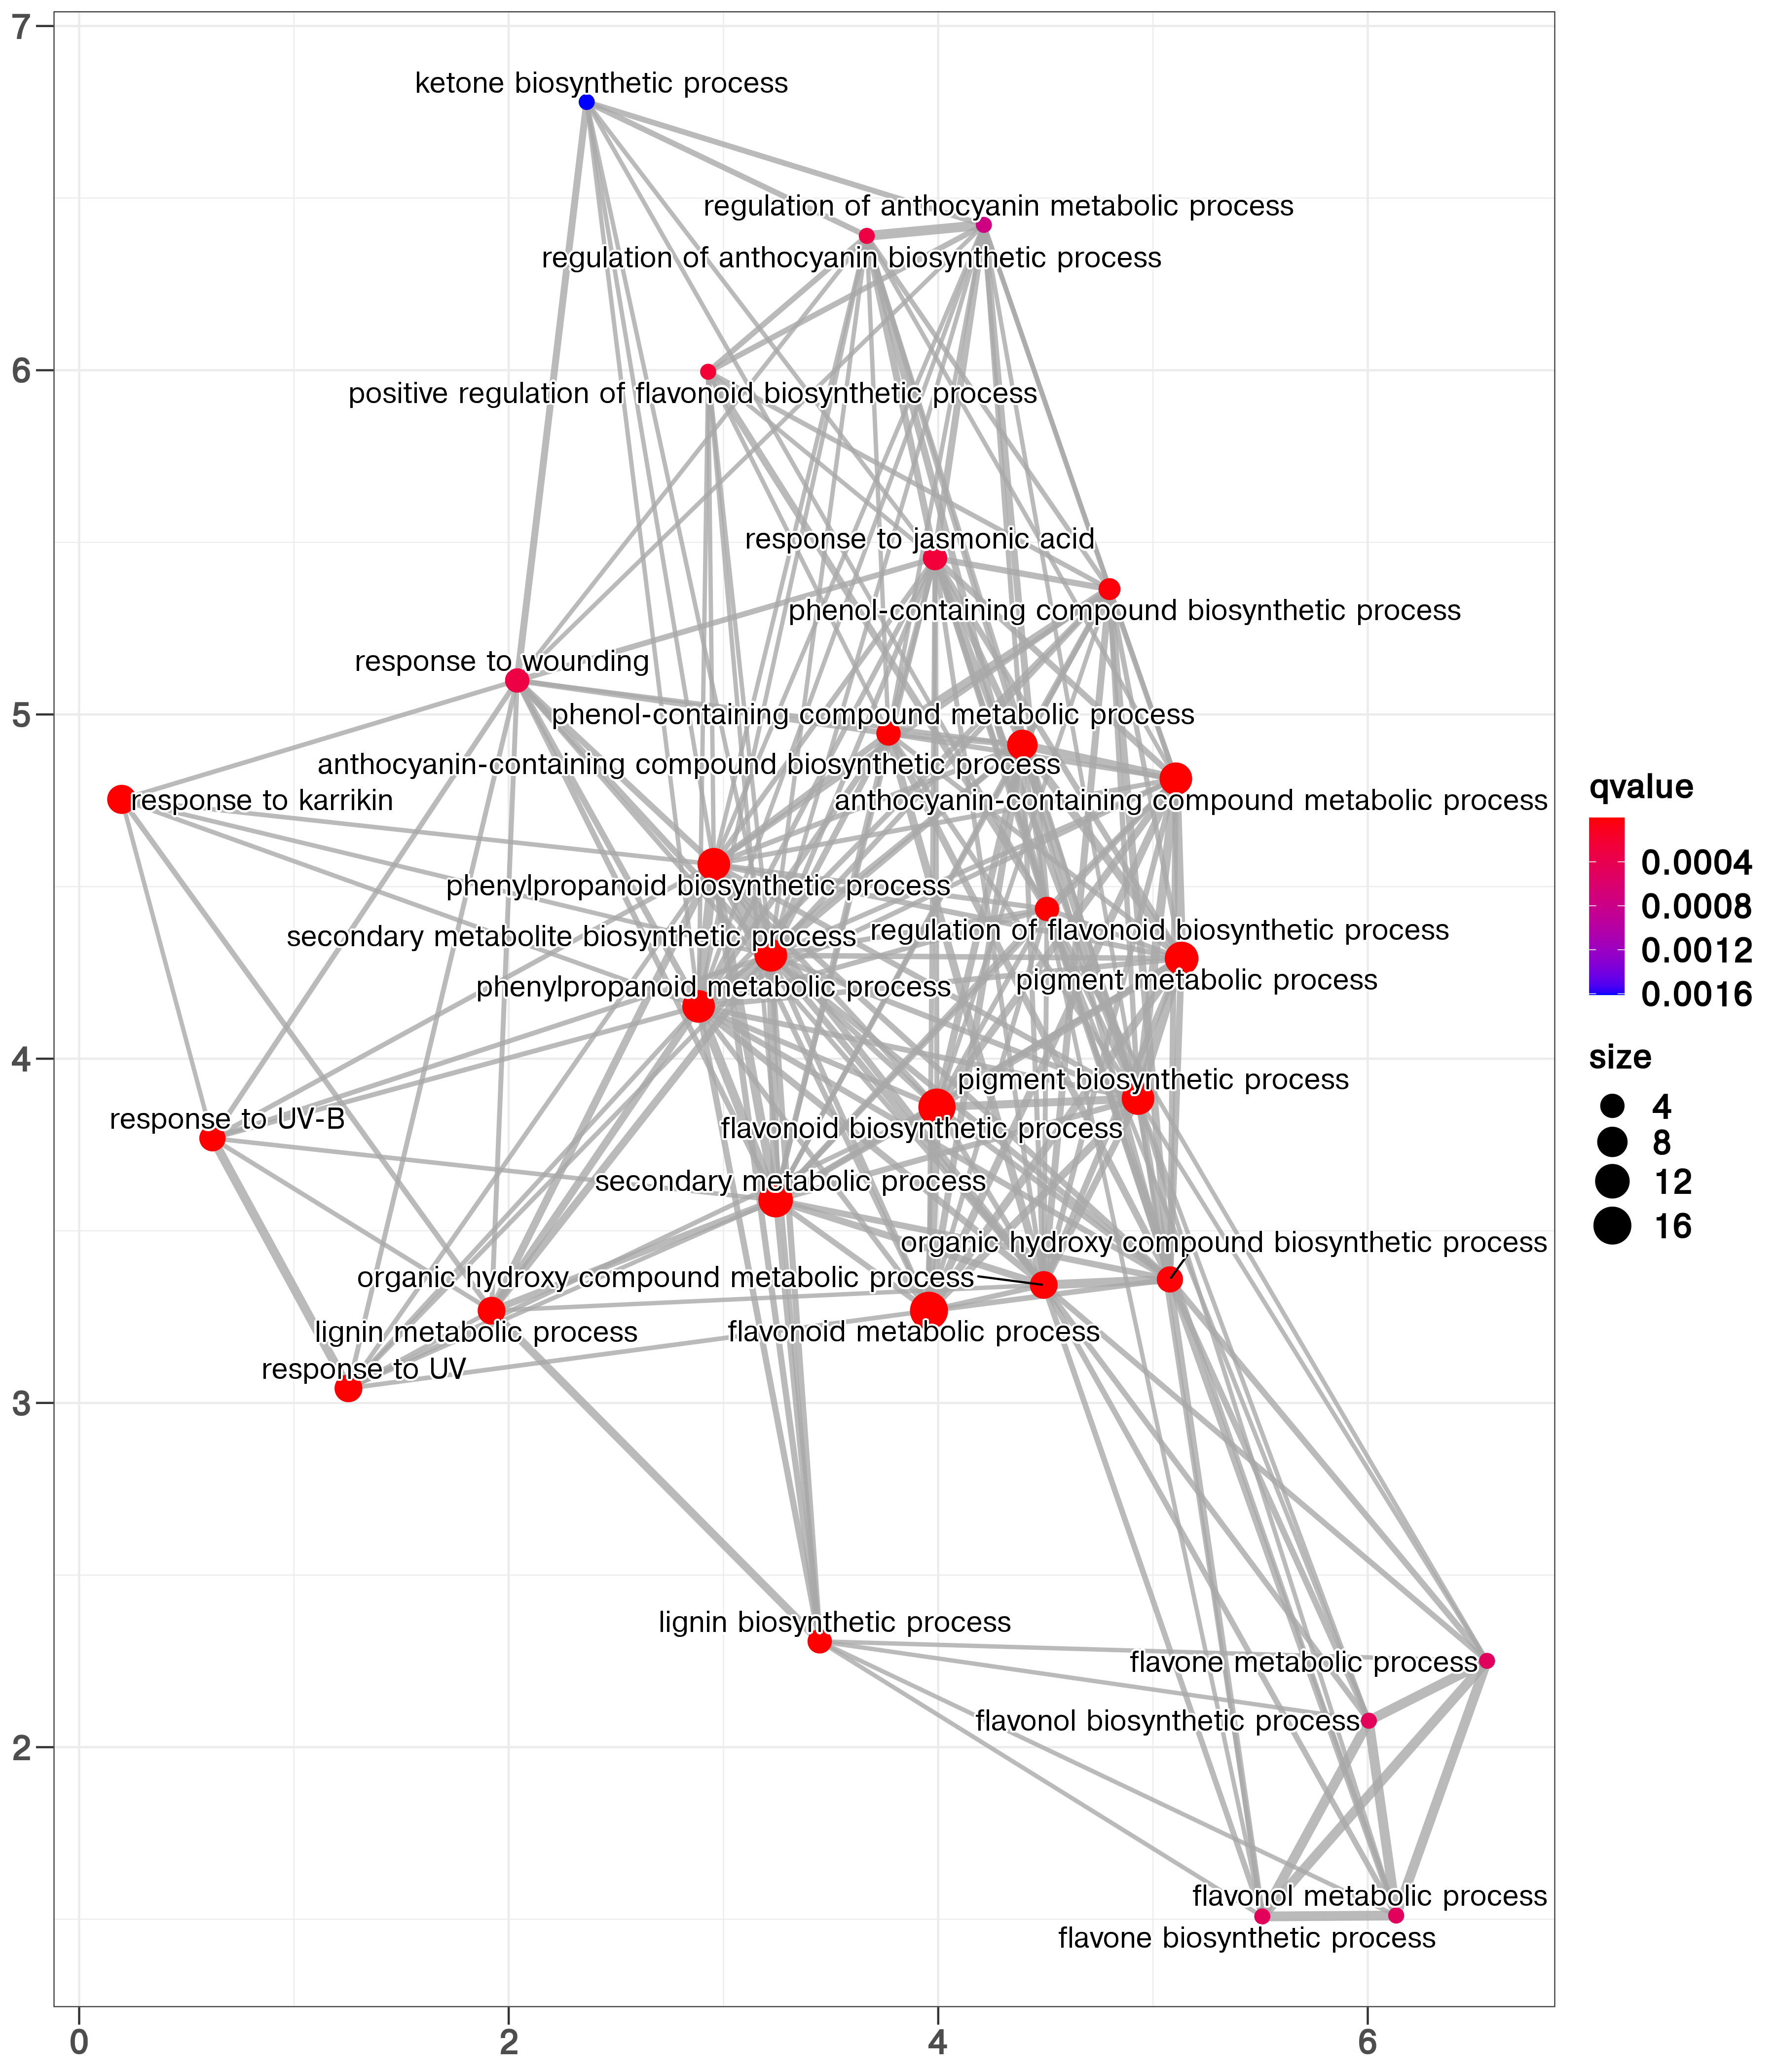 7
ketone biosynthetic process
regulation of anthocyanin metabolic process
regulation of anthocyanin biosynthetic process
6
positive regulation of flavonoid biosynthetic process
response to jasmonic acid
phenol-containing compound biosynthetic process
response to wounding
5
phenol-containing compound metabolic process
anthocyanin-containing compound biosynthetic process
response to karrikin
anthocyanin-containing compound metabolic process
phenylpropanoid biosynthetic process
regulation of flavonoid biosynthetic process
secondary metabolite biosynthetic process
pigment metabolic process
phenylpropanoid metabolic process
4
pigment biosynthetic process
response to UV-B
flavonoid biosynthetic process
secondary metabolic process
organic hydroxy compound biosynthetic process
organic hydroxy compound metabolic process
lignin metabolic process
flavonoid metabolic process
response to UV
3
lignin biosynthetic process
flavone metabolic process
flavonol biosynthetic process
2
flavonol metabolic process
flavone biosynthetic process
0 2 4 6
qvalue
0.0004
0.0008
0.0012
0.0016
size
4
8
12
16